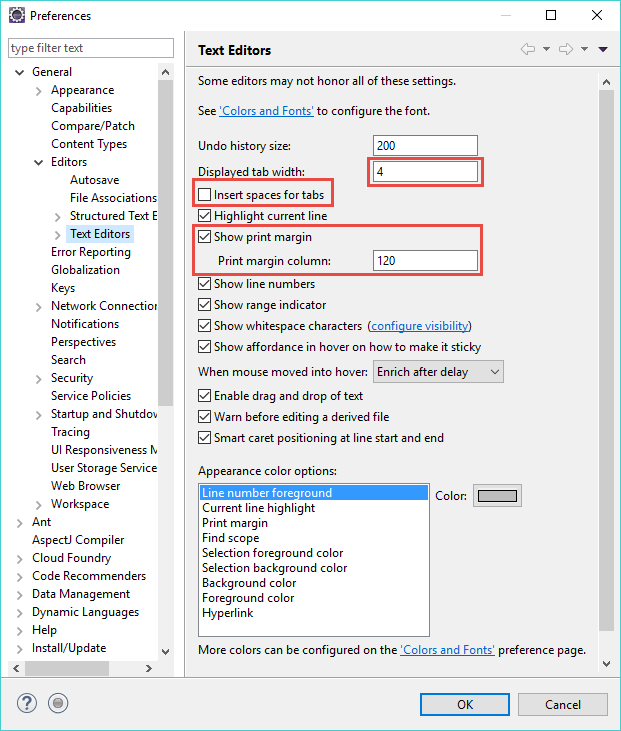 Preferences
type filter text
General
Appearance
Capabilities
Compare/Patch
Content Types
Editors
Autosave
File Associations
Structured Text E
Text Editors
Error Reporting
Globalization
Keys
Network Connection
Notifications
Perspectives
Search
Security
Service Policies
Startup and Shutdow
Tracing
UI Responsiveness M
User Storage Service
Web Browser
Workspace
Ant
AspectJ Compiler
Cloud Foundry
Code Recommenders
Data Management
Dynamic Languages
Help
Install/Update
Text Editors
Some editors may not honor all of these settings.
See 'Colors and Fonts' to configure the font.
Undo history size: 200
Displayed tab width: 4
Insert spaces for tabs
Highlight current line
Show print margin
Print margin column: 120
Show line numbers
Show range indicator
Show whitespace characters (configure visibility)
Show affordance in hover on how to make it sticky
When mouse moved into hover: Enrich after delay
Enable drag and drop of text
Warn before editing a derived file
Smart caret positioning at line start and end
Appearance color options:
Line number foreground
Current line highlight
Print margin
Find scope
Selection foreground color
Selection background color
Background color
Foreground color
Hyperlink
Color:
More colors can be configured on the 'Colors and Fonts' preference page.
?
OK
Cancel